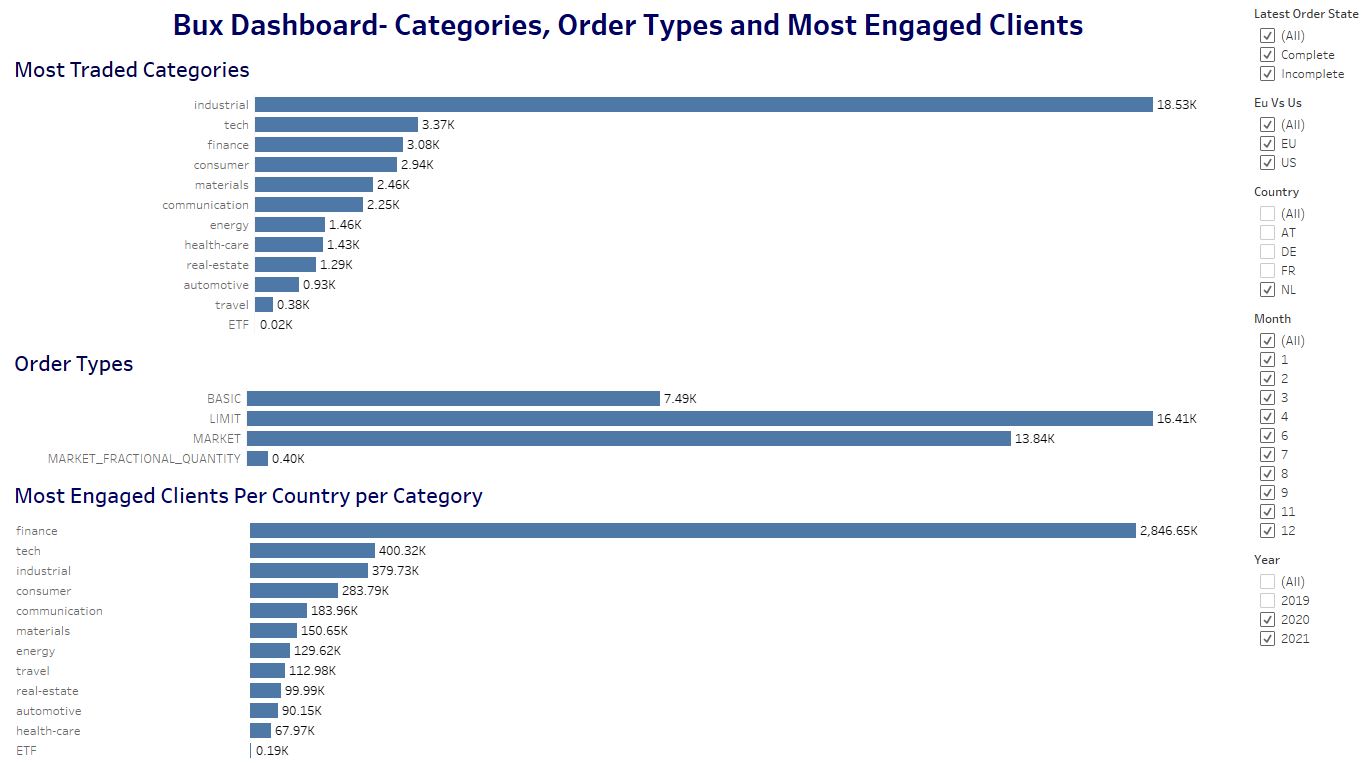 Bux Dashboard- Categories, Order Types and Most Engaged Clients
Most Traded Categories
industrial 18.53K
tech 3.37K
finance 3.08K
consumer 2.94K
materials 2.46K
communication 2.25K
energy 1.46K
health-care 1.43K
real-estate 1.29K
automotive 0.93K
travel 0.38K
ETF 0.02K
Order Types
BASIC 7.49K
LIMIT 16.41K
MARKET 13.84K
MARKET_FRACTIONAL_QUANTITY 0.40K
Most Engaged Clients Per Country per Category
finance 2,846.65K
tech 400.32K
industrial 379.73K
consumer 283.79K
communication 183.96K
materials 150.65K
energy 129.62K
travel 112.98K
real-estate 99.99K
automotive 90.15K
health-care 67.97K
ETF 0.19K
Latest Order State
(All)
Complete
Incomplete
Eu Vs Us
(All)
EU
US
Country
(All)
AT
DE
FR
NL
Month
(All)
1
2
3
4
6
7
8
9
11
12
Year
(All)
2019
2020
2021